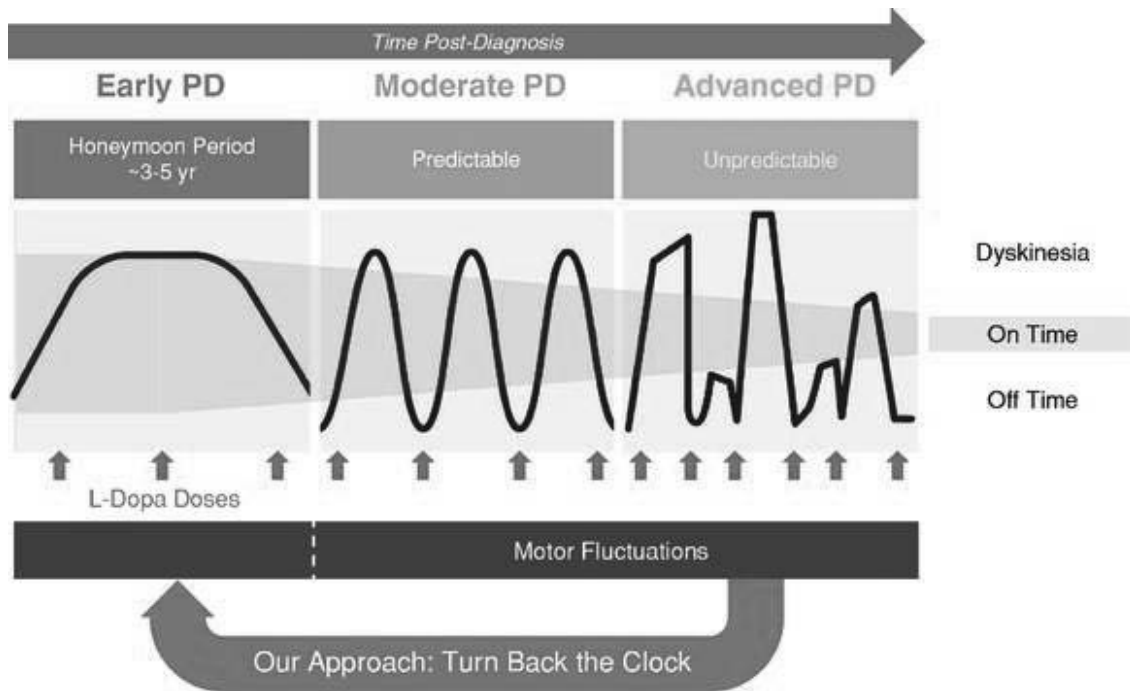 Time Post-Diagnosis
Early PD
Moderate PD
Advanced PD
Honeymoon Period
~3-5 yr
Predictable
Unpredictable
Dyskinesia
On Time
Off Time
L-Dopa Doses
Motor Fluctuations
Our Approach: Turn Back the Clock